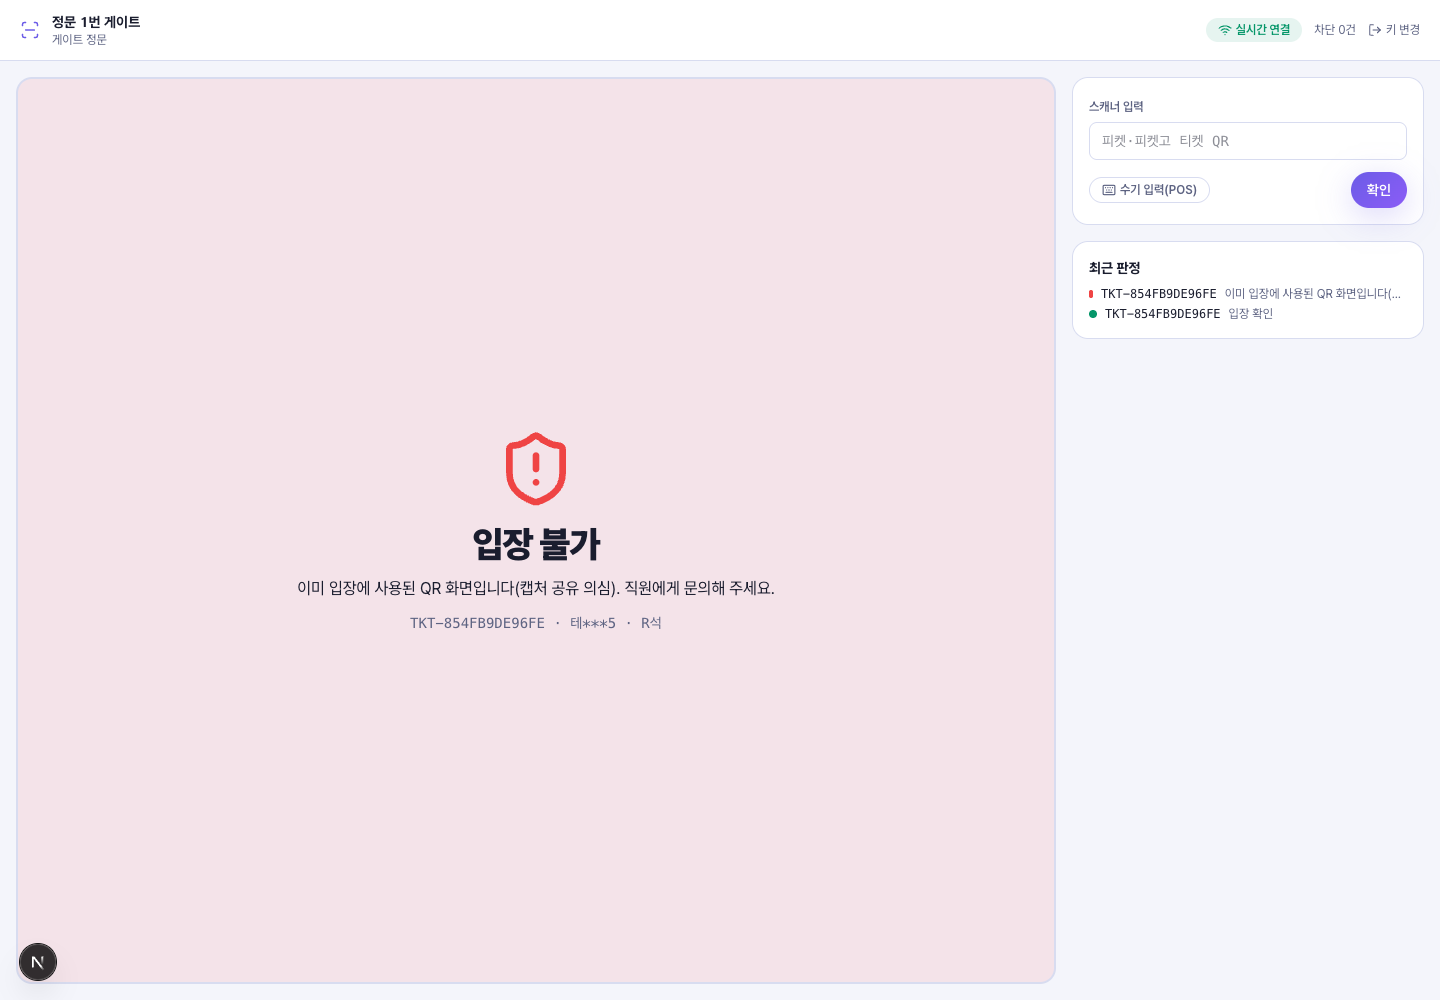 정문 1번 게이트
게이트 정문
실시간 연결
차단 0건
키 변경
입장 불가
이미 입장에 사용된 QR 화면입니다(캡처 공유 의심). 직원에게 문의해 주세요.
TKT-854FB9DE96FE · 테***5 · R석
스캐너 입력
피켓·피켓고 티켓 QR
수기 입력(POS)
확인
최근 판정
TKT-854FB9DE96FE 이미 입장에 사용된 QR 화면입니다(...
TKT-854FB9DE96FE 입장 확인
N